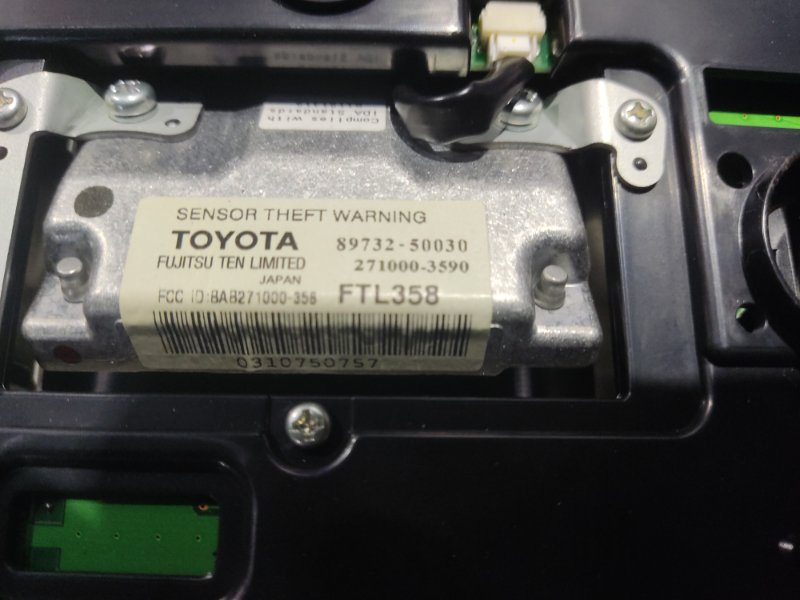 Complies with
IDA Standards
SENSOR THEFT WARNING
TOYOTA 89732-50030
FUJITSU TEN LIMITED 271000-3590
JAPAN
FCC ID:BAB271000-358 FTL358
0310750757